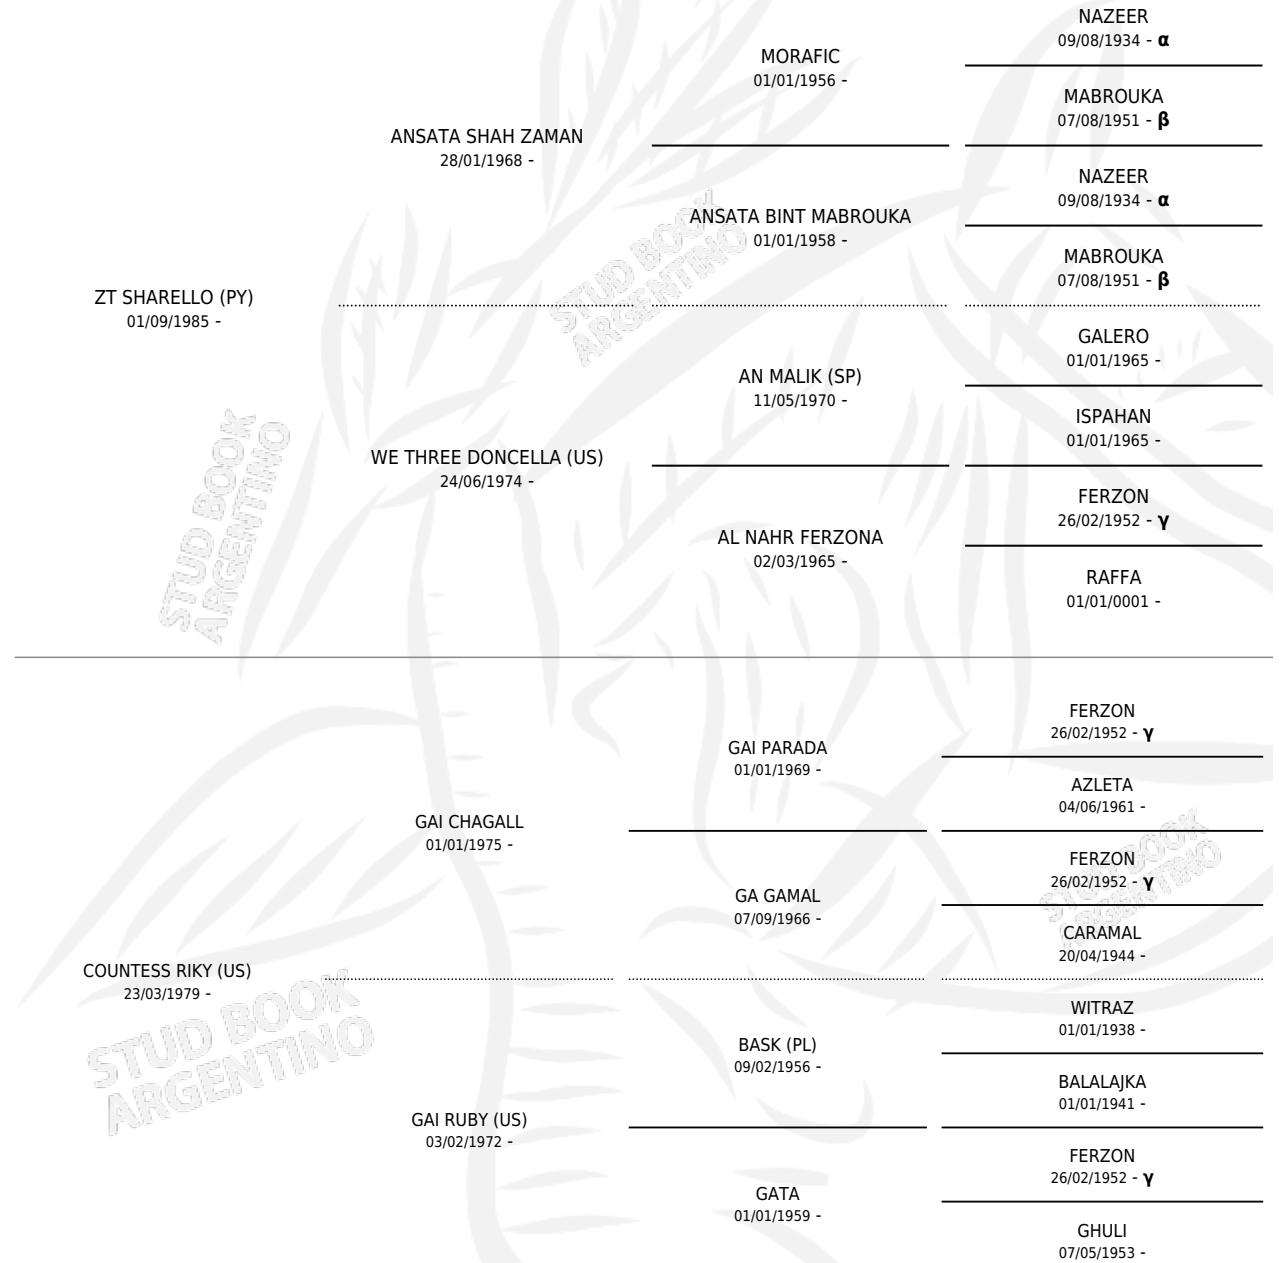 NAZEER
09/08/1934 - α
MORAFIC
01/01/1956 -
MABROUKA
07/08/1951 - β
ANSATA SHAH ZAMAN
28/01/1968 -
NAZEER
09/08/1934 - α
ANSATA BINT MABROUKA
01/01/1958 -
MABROUKA
07/08/1951 - β
ZT SHARELLO (PY)
01/09/1985 -
GALERO
01/01/1965 -
AN MALIK (SP)
11/05/1970 -
ISPAHAN
01/01/1965 -
WE THREE DONCELLA (US)
24/06/1974 -
FERZON
26/02/1952 - γ
AL NAHR FERZONA
02/03/1965 -
RAFFA
01/01/0001 -
FERZON
26/02/1952 - γ
GAI PARADA
01/01/1969 -
AZLETA
04/06/1961 -
GAI CHAGALL
01/01/1975 -
FERZON
26/02/1952 - γ
GA GAMAL
07/09/1966 -
CARAMAL
20/04/1944 -
COUNTESS RIKY (US)
23/03/1979 -
WITRAZ
01/01/1938 -
BASK (PL)
09/02/1956 -
BALALAJKA
01/01/1941 -
GAI RUBY (US)
03/02/1972 -
FERZON
26/02/1952 - γ
GATA
01/01/1959 -
GHULI
07/05/1953 -
STUD BOOK
ARGENTINO
STUD BOOK
ARGENTINO
STUD BOOK
ARGENTINO
STUD BOOK
ARGENTINO